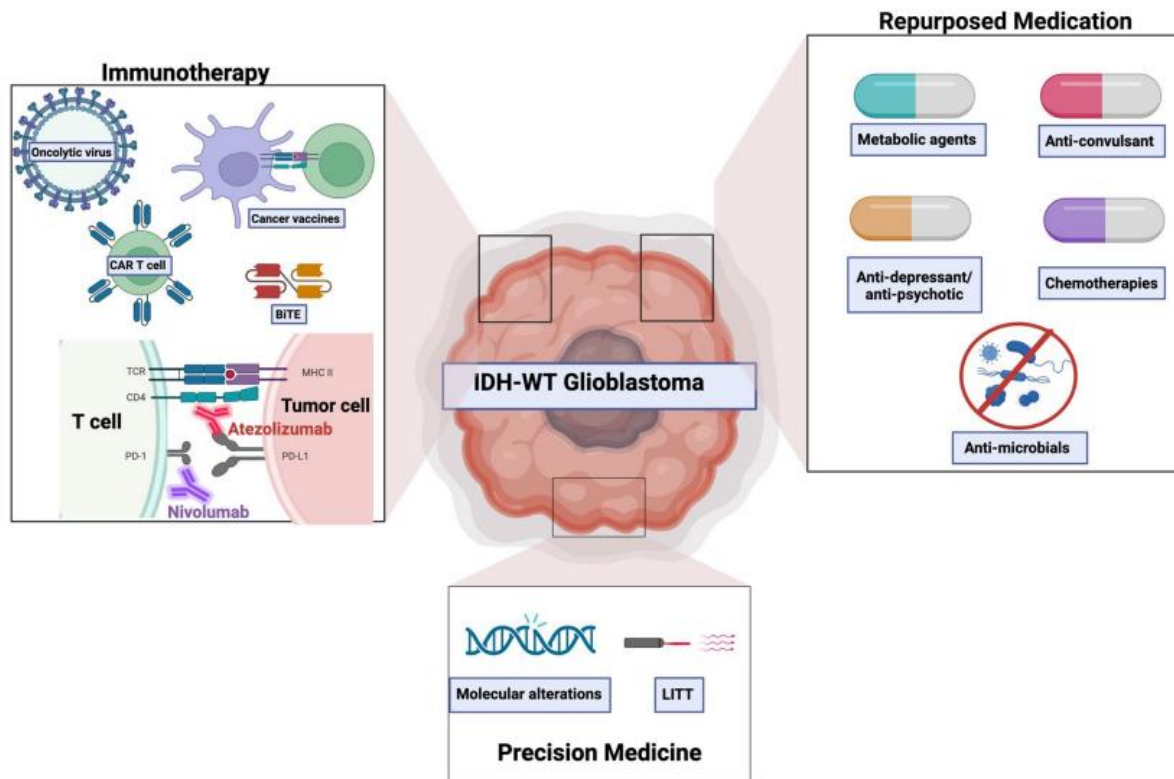 Immunotherapy
Oncolytic virus
Cancer vaccines
CAR T cell
BiTE
TCR
MHC II
CD4
T cell
Tumor cell
Atezolizumab
PD-1
PD-L1
Nivolumab
IDH-WT Glioblastoma
Repurposed Medication
Metabolic agents
Anti-convulsant
Anti-depressant/
anti-psychotic
Chemotherapies
Anti-microbials
Molecular alterations
LITT
Precision Medicine